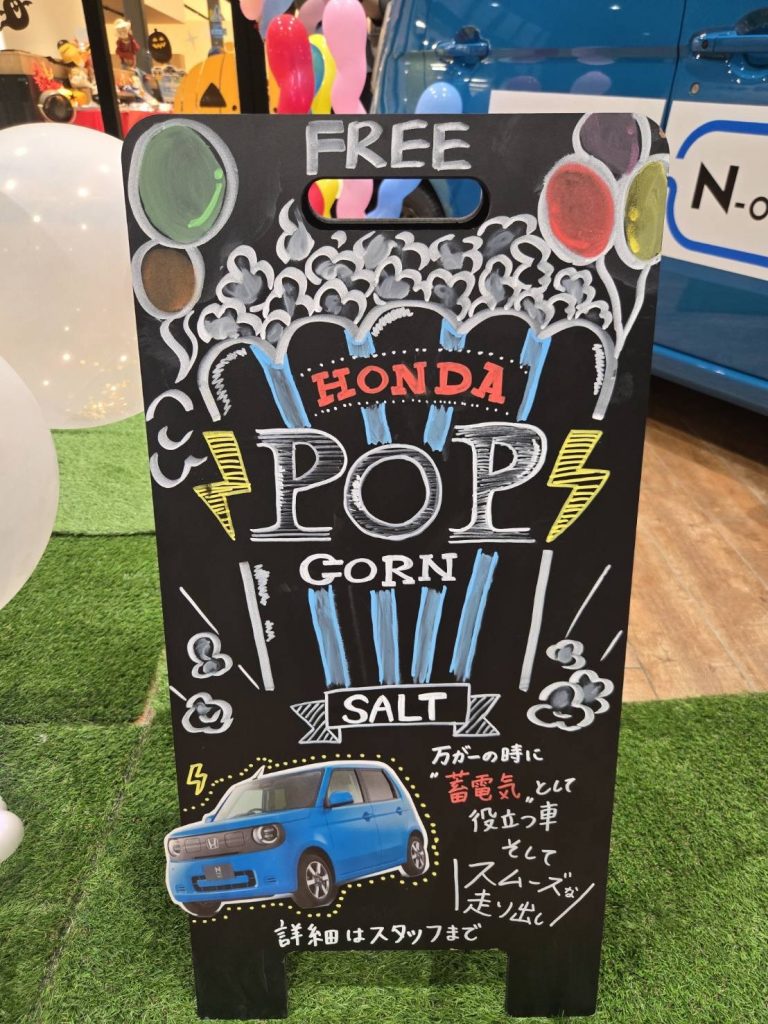 FREE
N-o
HONDA
POP
CORN
SALT
万が一の時に
"蓄電気"として
役立つ車
そして
スムーズな
走り出し
詳細はスタッフまで